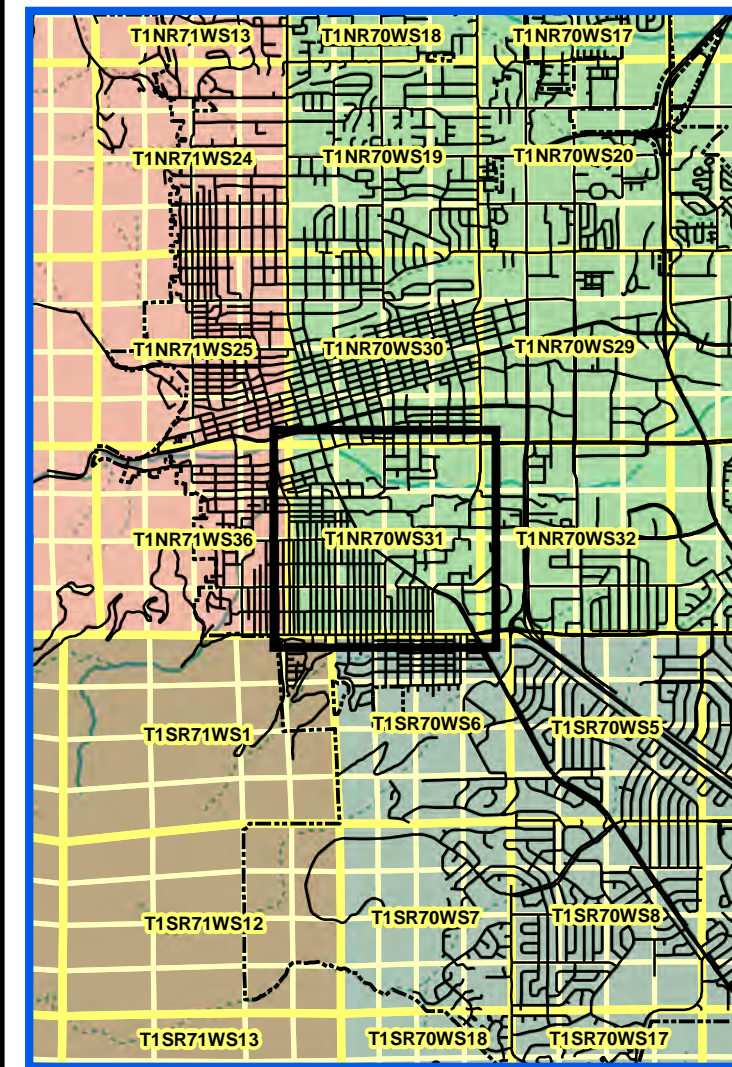 T1NR71WS13 T1NR70WS18 T1NR70WS17
T1NR71WS24 T1NR70WS19 T1NR70WS20
T1NR71WS25 T1NR70WS30 T1NR70WS29
T1NR71WS36 T1NR70WS31 T1NR70WS32
T1SR71WS1 T1SR70WS6 T1SR70WS5
T1SR71WS12 T1SR70WS7 T1SR70WS8
T1SR71WS13 T1SR70WS18 T1SR70WS17